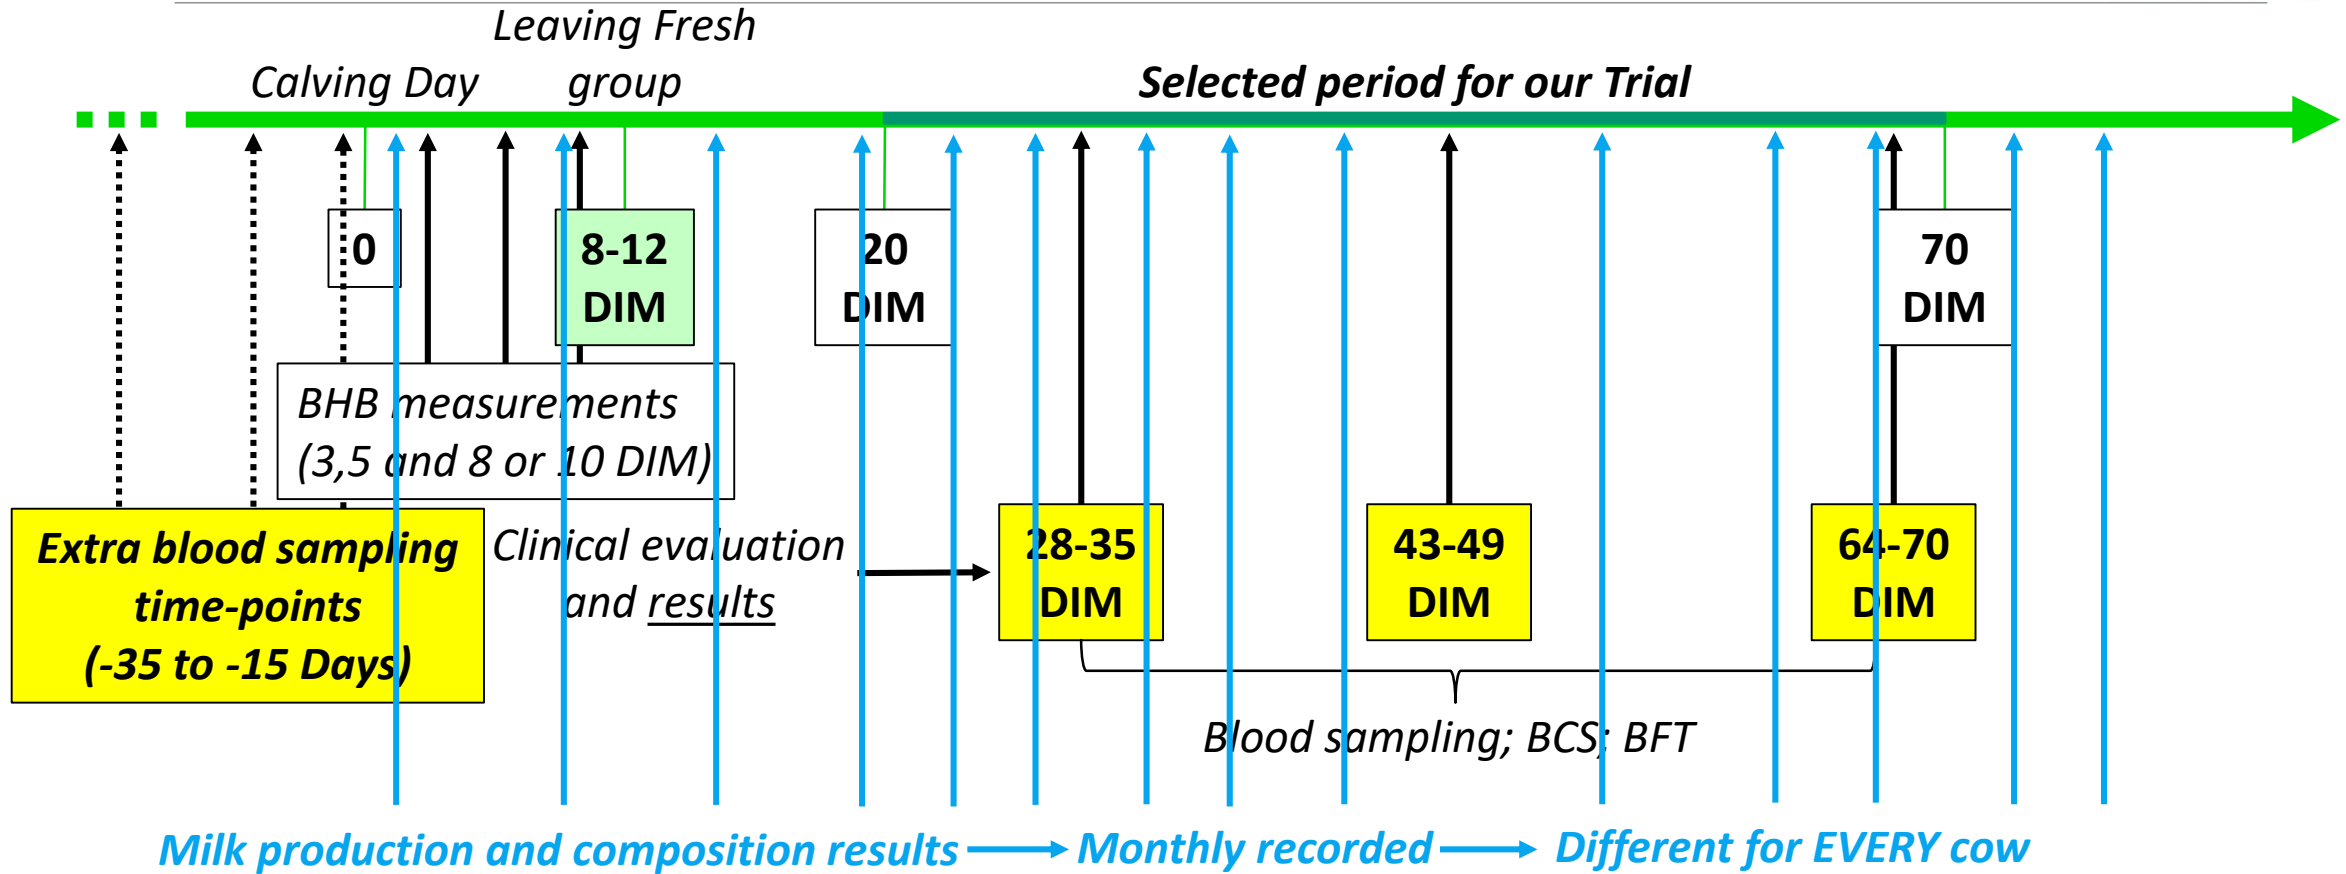 Leaving Fresh
group
Calving Day
Selected period for our Trial
0
8-12
DIM
20
DIM
70
DIM
BHB measurements
(3,5 and 8 or 10 DIM)
Extra blood sampling
time-points
(-35 to -15 Days)
Clinical evaluation
and results
28-35
DIM
43-49
DIM
64-70
DIM
Blood sampling; BCS; BFT
Milk production and composition results
Monthly recorded
Different for EVERY cow